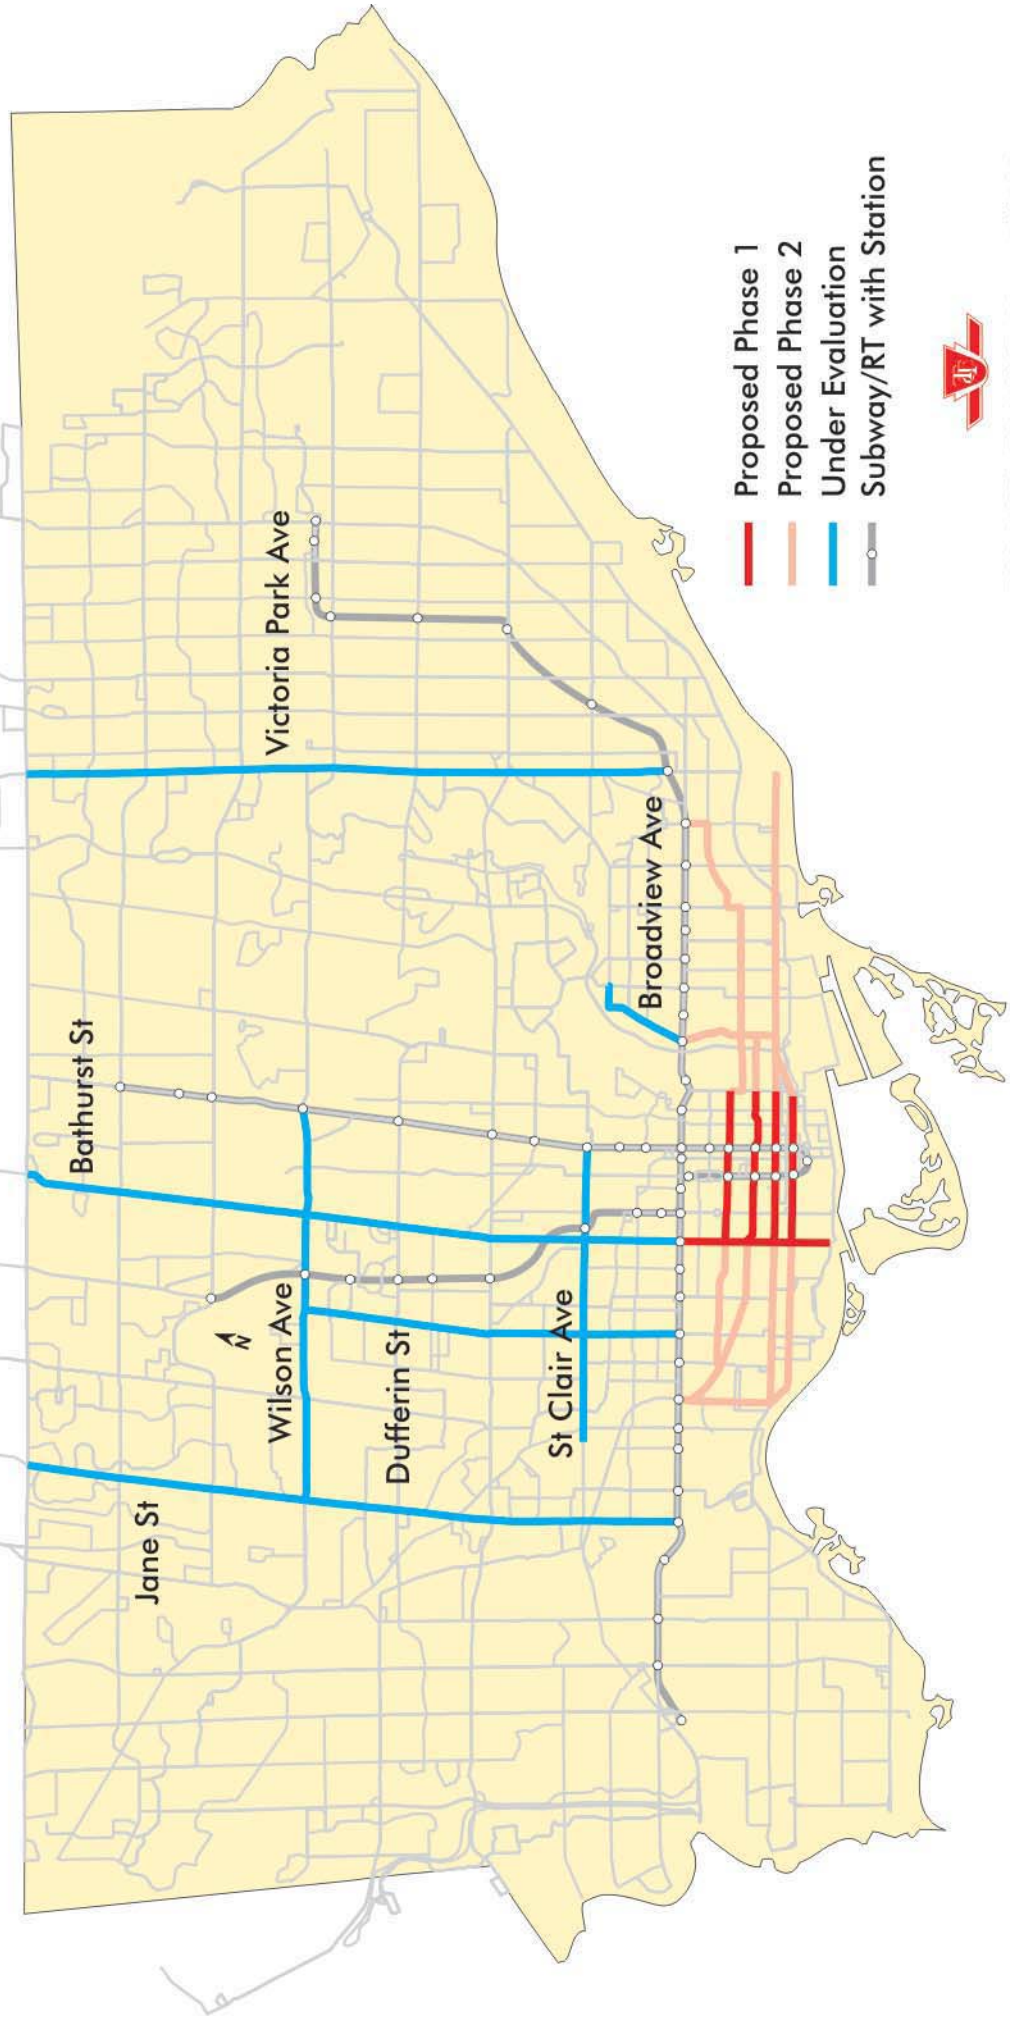 Bathurst St
Jane St
Victoria Park Ave
Wilson Ave
N
Dufferin St
St Clair Ave
Broadview Ave
Proposed Phase 1
Proposed Phase 2
Under Evaluation
Subway/RT with Station